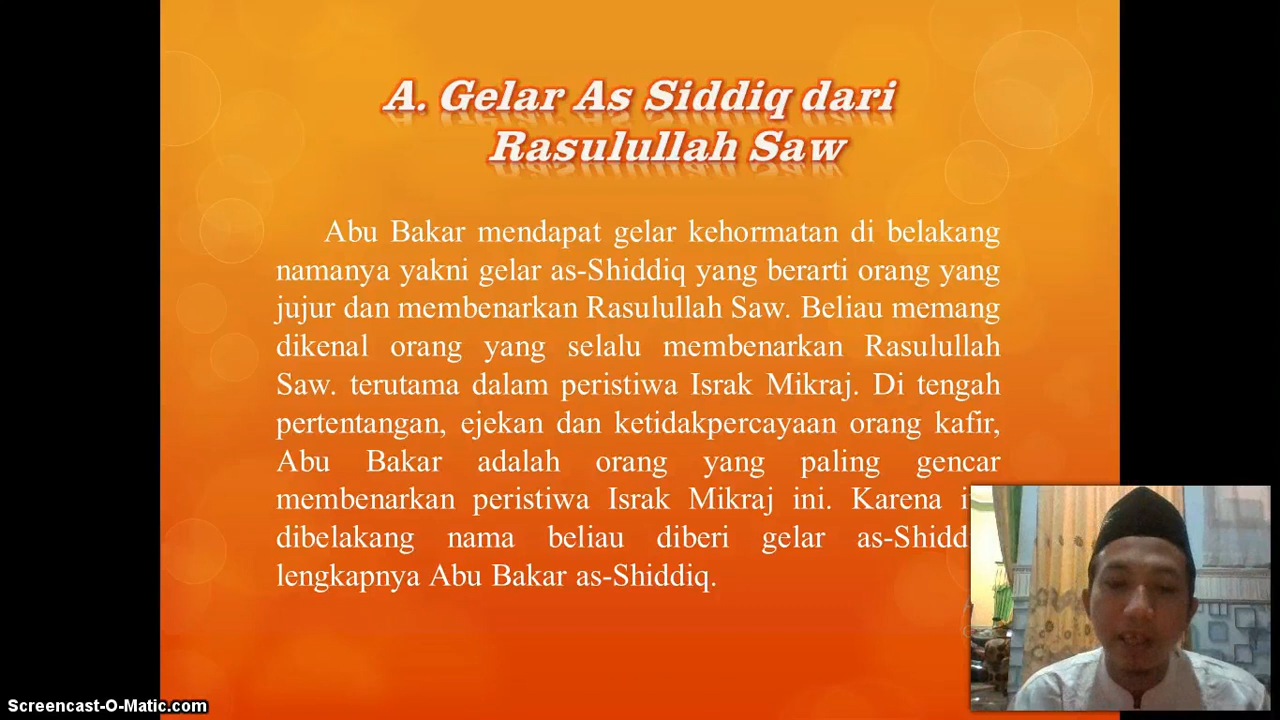 A. Gelar As Siddiq dari
Rasulullah Saw
Abu Bakar mendapat gelar kehormatan di belakang
namanya yakni gelar as-Shiddiq yang berarti orang yang
jujur dan membenarkan Rasulullah Saw. Beliau memang
dikenal orang yang selalu membenarkan Rasulullah
Saw. terutama dalam peristiwa Israk Mikraj. Di tengah
pertentangan, ejekan dan ketidakpercayaan orang kafir,
Abu Bakar adalah orang yang paling gencar
membenarkan peristiwa Israk Mikraj ini. Karena
dibelakang nama beliau diberi gelar
lengkapnya Abu Bakar as-Shiddiq.
Screencast-O-Matic.com